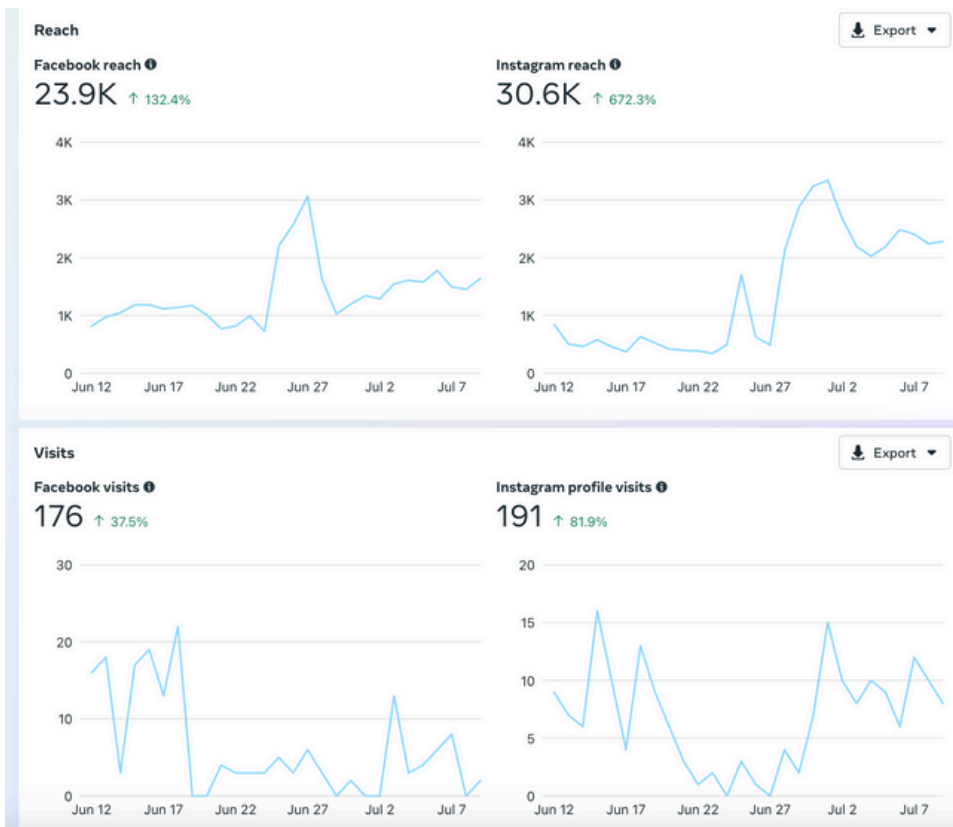 Reach
Export
Facebook reach
23.9K ↑ 132.4%
4K
3K
2K
1K
0
Jun 12 Jun 17 Jun 22 Jun 27 Jul 2 Jul 7
Instagram reach
30.6K ↑ 672.3%
4K
3K
2K
1K
0
Jun 12 Jun 17 Jun 22 Jun 27 Jul 2 Jul 7
Visits
Export
Facebook visits
176 ↑ 37.5%
30
20
10
0
Jun 12 Jun 17 Jun 22 Jun 27 Jul 2 Jul 7
Instagram profile visits
191 ↑ 81.9%
20
15
10
5
0
Jun 12 Jun 17 Jun 22 Jun 27 Jul 2 Jul 7